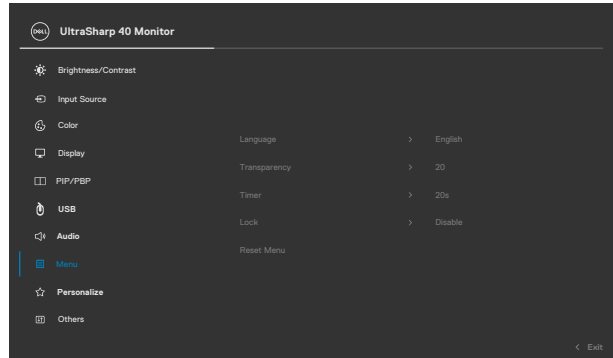 DELL UltraSharp 40 Monitor
Brightness/Contrast
Input Source
Color
Language > English
Display
Transparency > 20
PIP/PBP
Timer > 20s
USB
Lock > Disable
Audio
Reset Menu
Menu
Personalize
Others
< Exit